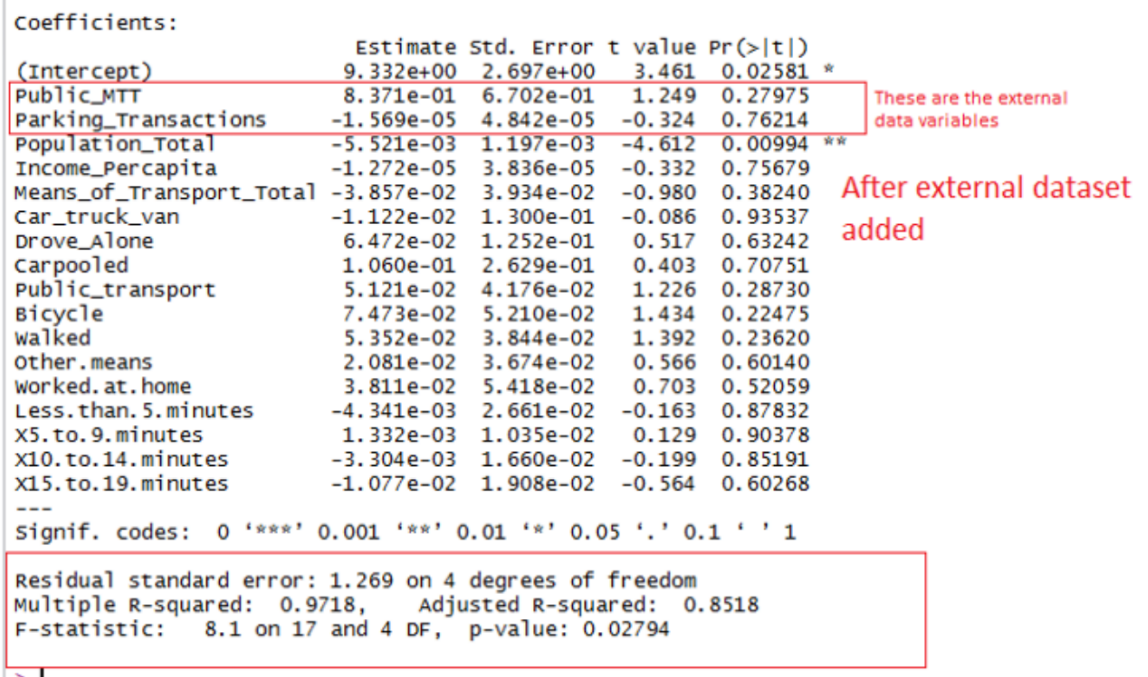 Coefficients:
Estimate Std. Error t value Pr(>|t|)
(Intercept) 9.332e+00 2.697e+00 3.461 0.02581 *
Public_MTT 8.371e-01 6.702e-01 1.249 0.27975
Parking_Transactions -1.569e-05 4.842e-05 -0.324 0.76214
These are the external
data variables
Population_Total -5.521e-03 1.197e-03 -4.612 0.00994 **
Income_Percapita -1.272e-05 3.836e-05 -0.332 0.75679
Means_of_Transport_Total -3.857e-02 3.934e-02 -0.980 0.38240
Car_truck_van -1.122e-02 1.300e-01 -0.086 0.93537
After external dataset
added
Drove_Alone 6.472e-02 1.252e-01 0.517 0.63242
Carpooled 1.060e-01 2.629e-01 0.403 0.70751
Public_transport 5.121e-02 4.176e-02 1.226 0.28730
Bicycle 7.473e-02 5.210e-02 1.434 0.22475
Walked 5.352e-02 3.844e-02 1.392 0.23620
Other.means 2.081e-02 3.674e-02 0.566 0.60140
Worked.at.home 3.811e-02 5.418e-02 0.703 0.52059
Less.than.5.minutes -4.341e-03 2.661e-02 -0.163 0.87832
X5.to.9.minutes 1.332e-03 1.035e-02 0.129 0.90378
X10.to.14.minutes -3.304e-03 1.660e-02 -0.199 0.85191
X15.to.19.minutes -1.077e-02 1.908e-02 -0.564 0.60268
---
Signif. codes: 0 ‘***’ 0.001 ‘**’ 0.01 ‘*’ 0.05 ‘.’ 0.1 ‘ ’ 1
Residual standard error: 1.269 on 4 degrees of freedom
Multiple R-squared: 0.9718, Adjusted R-squared: 0.8518
F-statistic: 8.1 on 17 and 4 DF, p-value: 0.02794